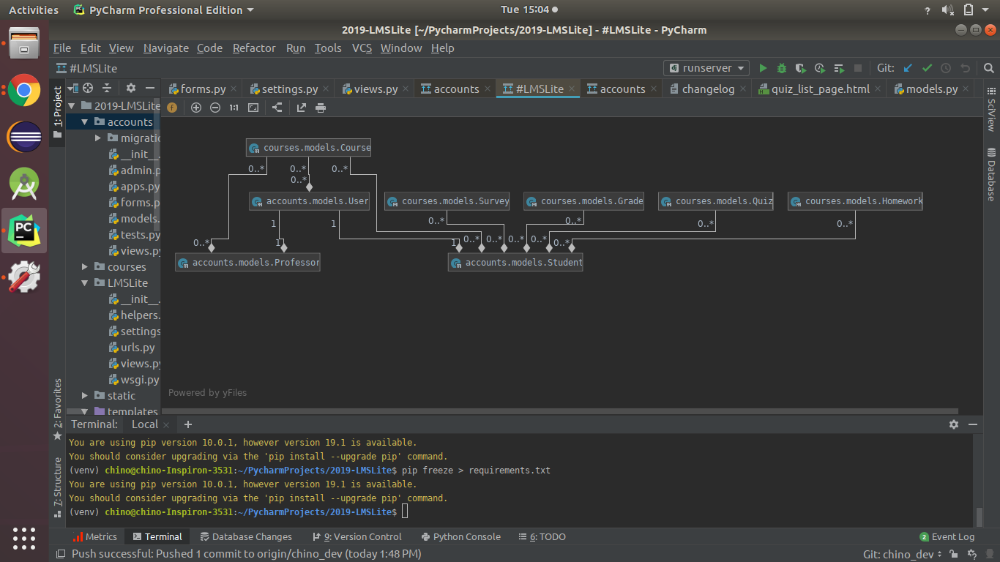 Activities PyCharm Professional Edition Tue 15:04 ?
2019-LMSLite [~/PycharmProjects/2019-LMSLite] - #LMSLite - PyCharm
File Edit View Navigate Code Refactor Run Tools VCS Window Help
#LMSLite runserver Git:
1: Project
forms.py settings.py views.py accounts #LMSLite accounts changelog quiz_list_page.html models.py
1:1
2019-LMSLite
accounts
migratio
__init__.
admin.p
apps.py
forms.p
models.
tests.py
views.py
courses
LMSLite
__init__.
helpers.
settings
urls.py
views.py
wsgi.py
static
templates
courses.models.Course
0..* 0..* 0..*
0..*
accounts.models.User courses.models.Survey courses.models.Grade courses.models.Quiz courses.models.Homework
1 1 0..* 0..* 0..* 0..*
0..* 1 1 0..* 0..* 0..* 0..* 0..*
accounts.models.Professor accounts.models.Student
Powered by yFiles
SciView
Database
2: Favorites
7: Structure
Terminal: Local +
You are using pip version 10.0.1, however version 19.1 is available.
You should consider upgrading via the 'pip install --upgrade pip' command.
(venv) chino@chino-Inspiron-3531:~/PycharmProjects/2019-LMSLite$ pip freeze > requirements.txt
You are using pip version 10.0.1, however version 19.1 is available.
You should consider upgrading via the 'pip install --upgrade pip' command.
(venv) chino@chino-Inspiron-3531:~/PycharmProjects/2019-LMSLite$
Metrics Terminal Database Changes 9: Version Control Python Console 6: TODO 2 Event Log
Push successful: Pushed 1 commit to origin/chino_dev (today 1:48 PM) Git: chino_dev